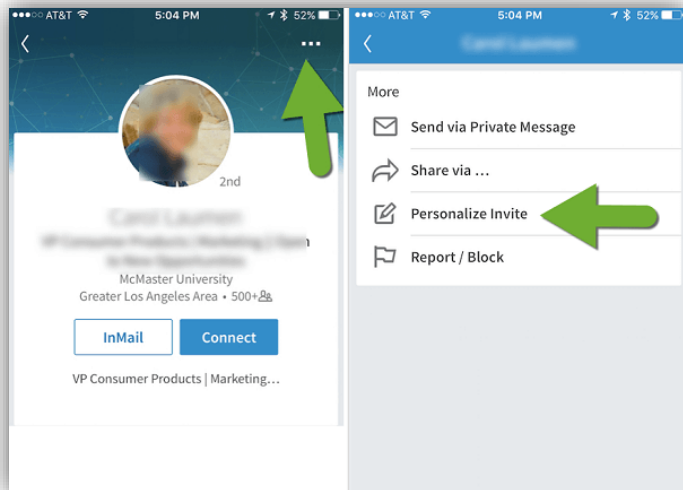 AT&T 5:04 PM 52%
2nd
McMaster University
Greater Los Angeles Area • 500+
InMail Connect
VP Consumer Products | Marketing...
AT&T 5:04 PM 52%
More
Send via Private Message
Share via ...
Personalize Invite
Report / Block